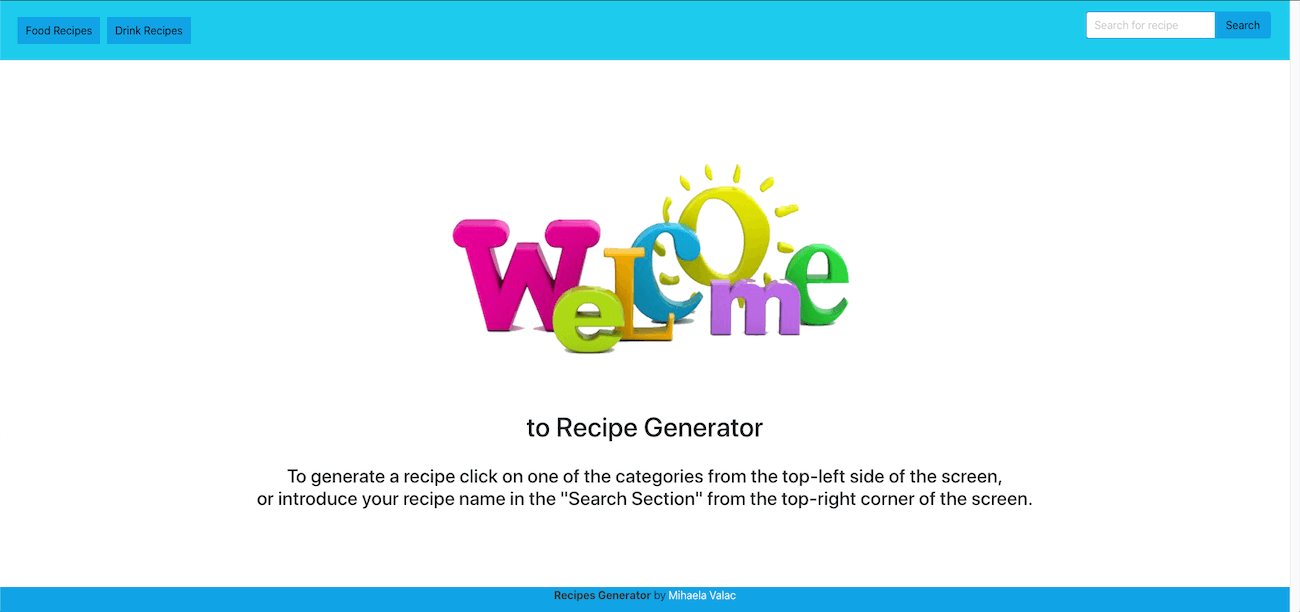 Food Recipes Drink Recipes Search for recipe Search
WeLCOme
to Recipe Generator
To generate a recipe click on one of the categories from the top-left side of the screen,
or introduce your recipe name in the "Search Section" from the top-right corner of the screen.
Recipes Generator by Mihaela Valac